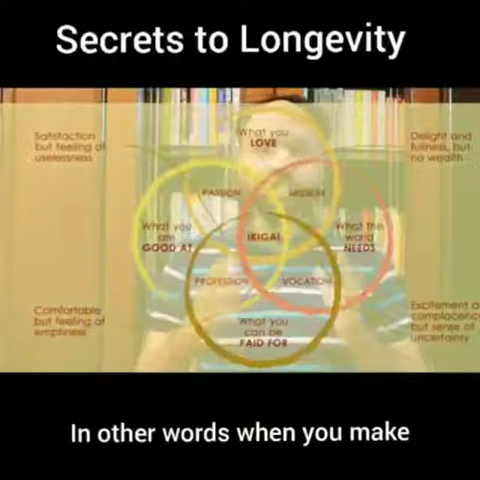 Secrets to Longevity
Satisfaction
but feeling of
uselessness
What you
LOVE
Delight and
fullness, but
no wealth
PASSION
MISSION
What you
are
GOOD AT
IKIGAI
What the
world
NEEDS
PROFESSION
VOCATION
Comfortable
but feeling of
emptiness
What you
can be
PAID FOR
Excitement a
complacency
but sense of
uncertainty
In other words when you make